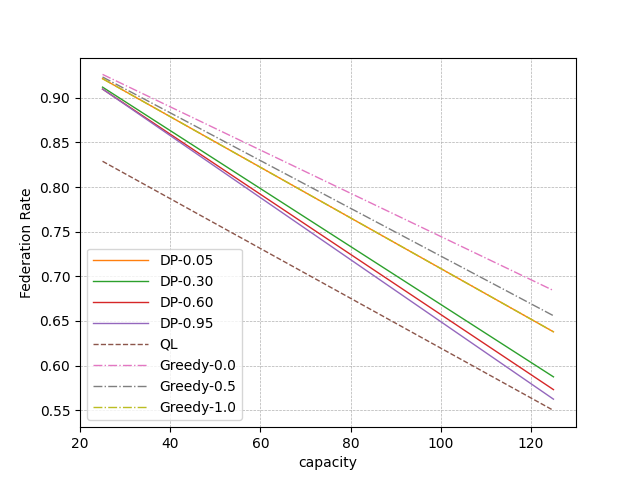 0.90
0.85
0.80
0.75
0.70
0.65
0.60
0.55
Federation Rate
DP-0.05
DP-0.30
DP-0.60
DP-0.95
QL
Greedy-0.0
Greedy-0.5
Greedy-1.0
20 40 60 80 100 120
capacity